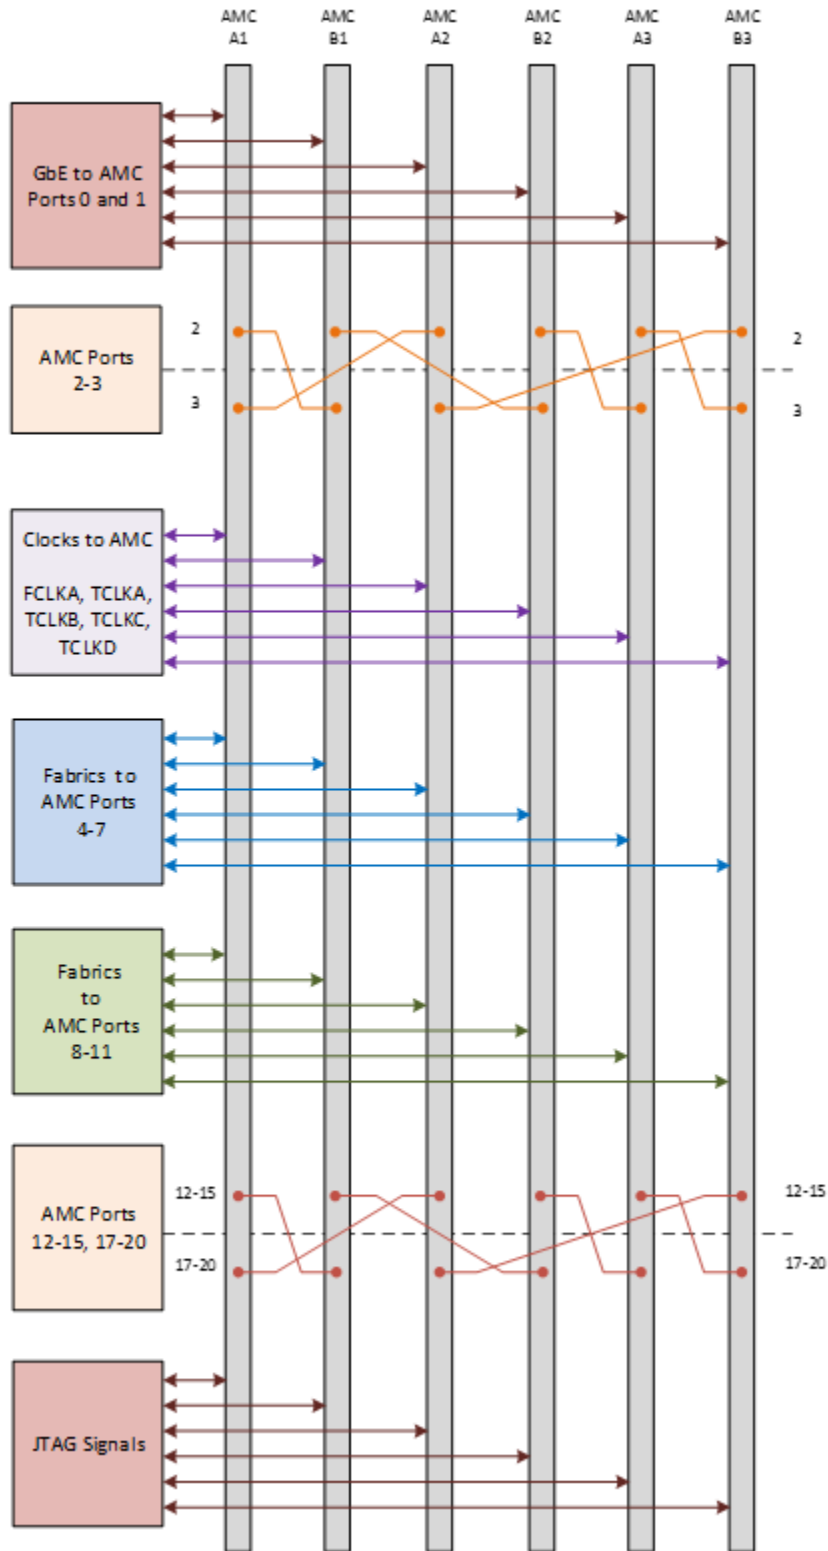 AMC A1
AMC B1
AMC A2
AMC B2
AMC A3
AMC B3
GbE to AMC
Ports 0 and 1
AMC Ports
2-3
2
3
2
3
Clocks to AMC
FCLKA, TCLKA,
TCLKB, TCLKC,
TCLKD
Fabrics to
AMC Ports
4-7
Fabrics
to
AMC Ports
8-11
AMC Ports
12-15, 17-20
12-15
17-20
12-15
17-20
JTAG Signals